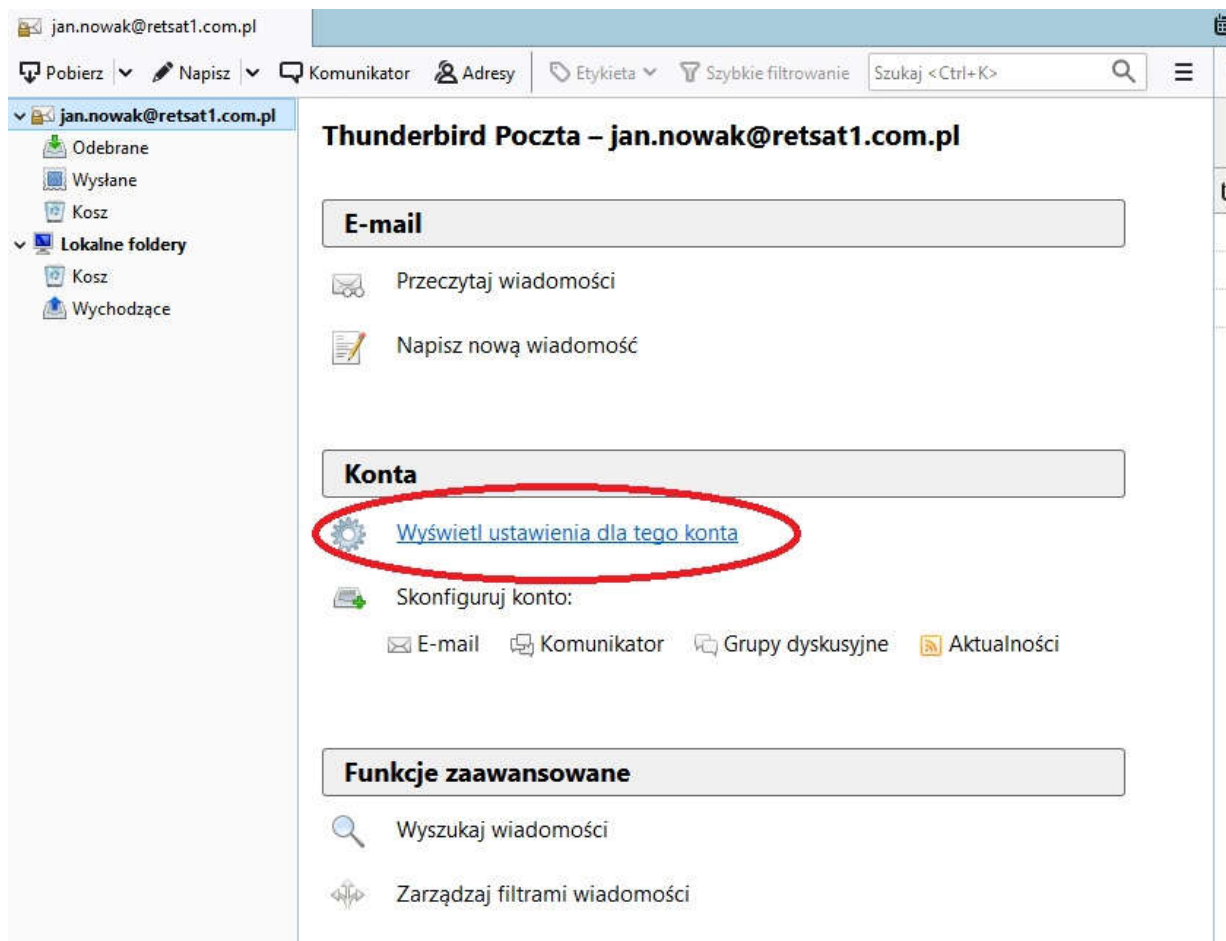 jan.nowak@retsat1.com.pl
Pobierz Napisz Komunikator Adresy Etykieta Szybkie filtrowanie Szukaj <Ctrl+K>
jan.nowak@retsat1.com.pl
Odebrane
Wysłane
Kosz
Lokalne foldery
Kosz
Wychodzące
Thunderbird Poczta – jan.nowak@retsat1.com.pl
E-mail
Przeczytaj wiadomości
Napisz nową wiadomość
Konta
Wyświetl ustawienia dla tego konta
Skonfiguruj konto:
E-mail Komunikator Grupy dyskusyjne Aktualności
Funkcje zaawansowane
Wyszukaj wiadomości
Zarządzaj filtrami wiadomości